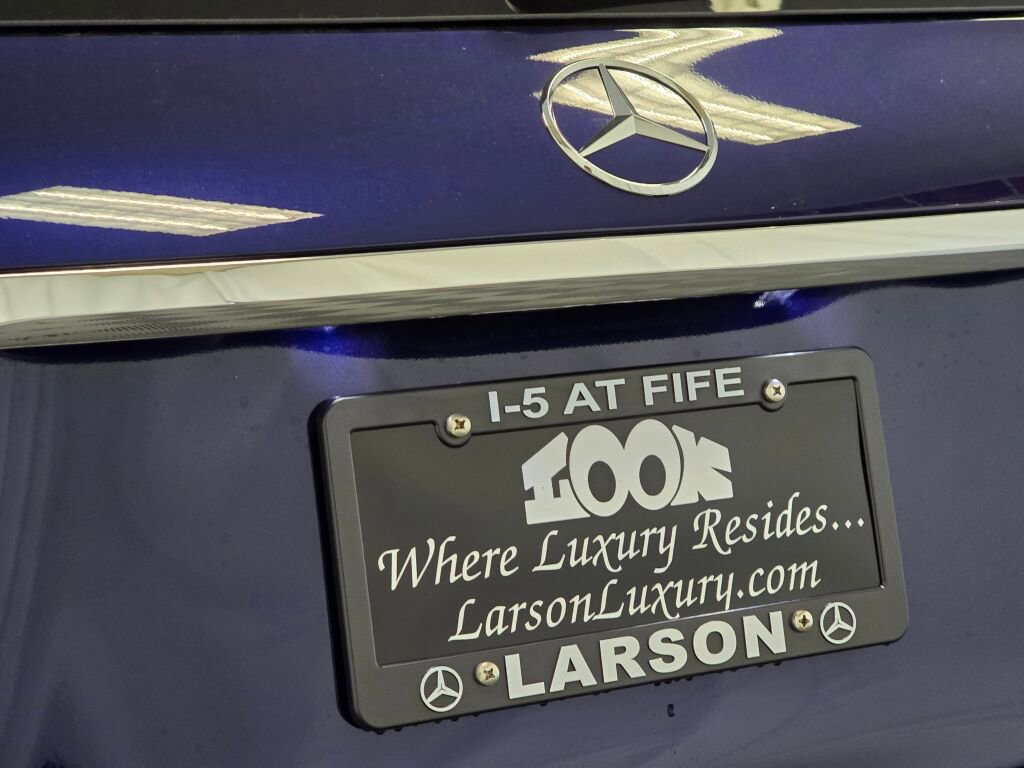 I-5 AT FIFE
LOOK
Where Luxury Resides...
LarsonLuxury.com
LARSON